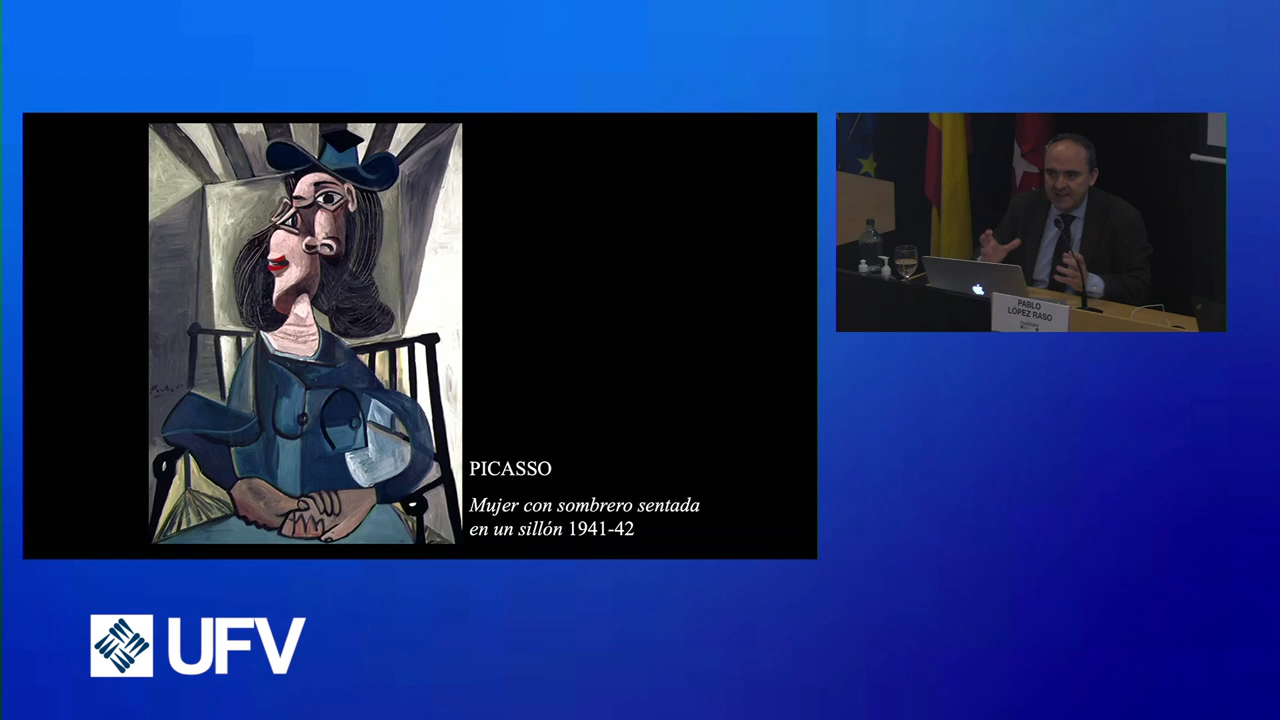 PICASSO
Mujer con sombrero sentada
en un sillón 1941-42
PABLO
LÓPEZ RASO
UFV